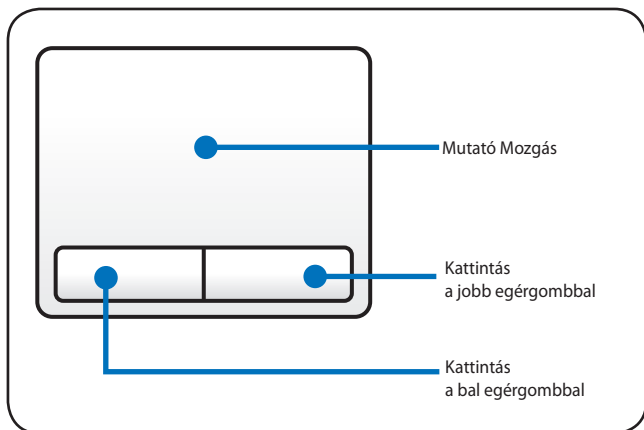 Mutató Mozgás
Kattintás
a jobb egérgombbal
Kattintás
a bal egérgombbal